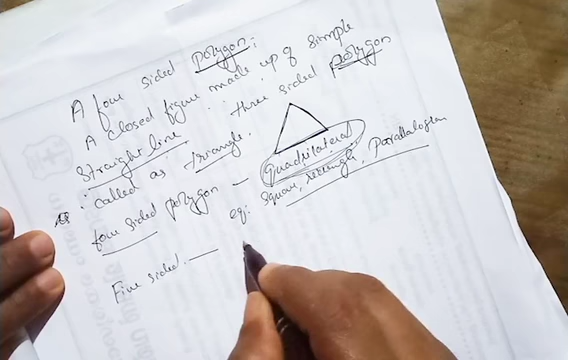 A four sided polygon:
A closed figure made up of simple
straight line. three sided polygon
called as triangle.
four sided polygon — Quadrilateral
eg: Square, rectangle, Parallalogram
Five sided. —